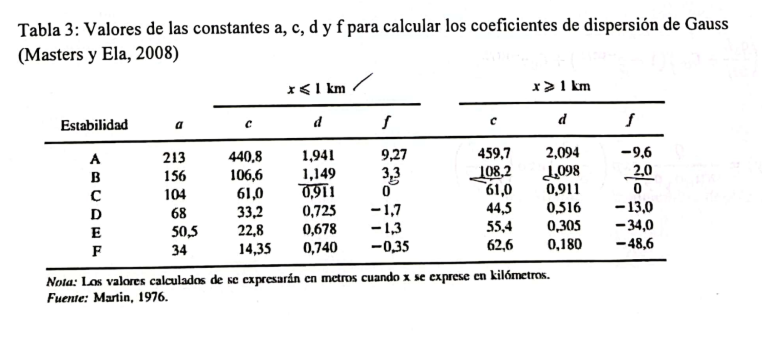 Tabla 3: Valores de las constantes a, c, d y f para calcular los coeficientes de dispersión de Gauss
(Masters y Ela, 2008)
x ⩽ 1 km x ⩾ 1 km
Estabilidad a c d f c d f
A 213 440,8 1,941 9,27 459,7 2,094 −9,6
B 156 106,6 1,149 3,3 108,2 1,098 2,0
C 104 61,0 0,911 0 61,0 0,911 0
D 68 33,2 0,725 −1,7 44,5 0,516 −13,0
E 50,5 22,8 0,678 −1,3 55,4 0,305 −34,0
F 34 14,35 0,740 −0,35 62,6 0,180 −48,6
Nota: Los valores calculados de se expresarán en metros cuando x se exprese en kilómetros.
Fuente: Martin, 1976.